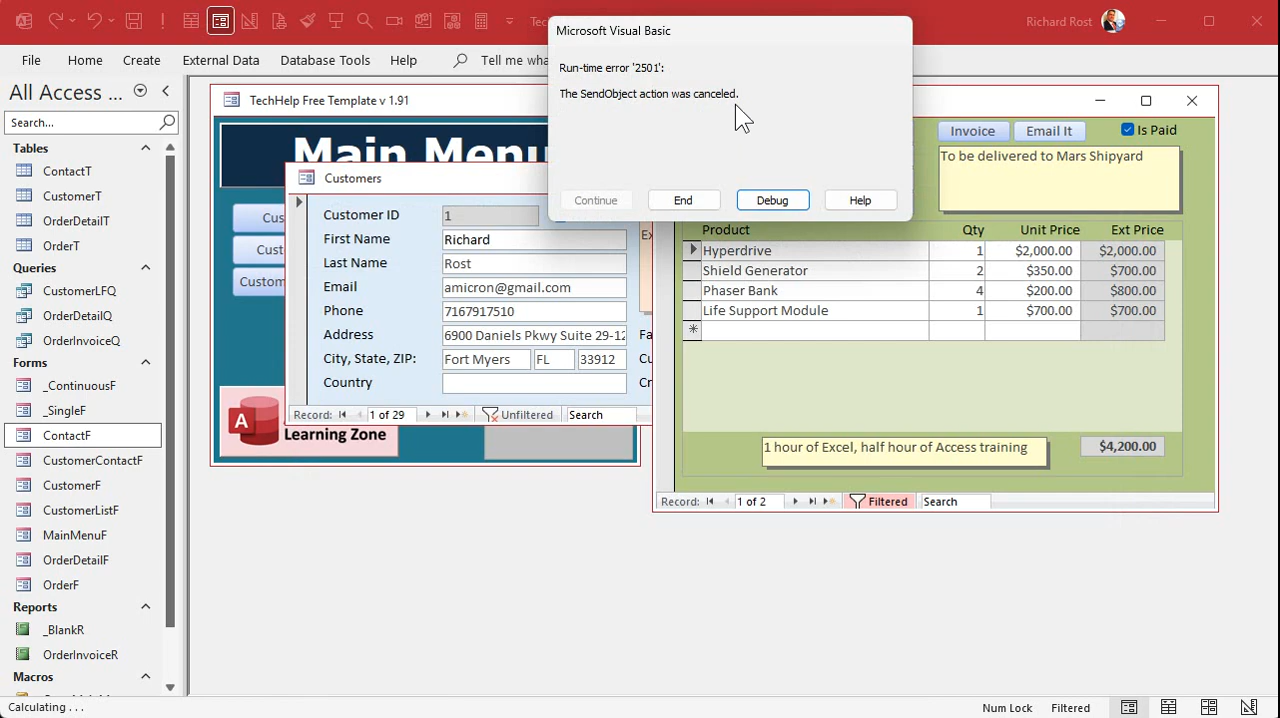 Tec
Richard Rost
File
Home
Create
External Data
Database Tools
Help
Tell me wha
All Access ...
Search...
Tables
ContactT
CustomerT
OrderDetailT
OrderT
Queries
CustomerLFQ
OrderDetailQ
OrderInvoiceQ
Forms
_ContinuousF
_SingleF
ContactF
CustomerContactF
CustomerF
CustomerListF
MainMenuF
OrderDetailF
OrderF
Reports
_BlankR
OrderInvoiceR
Macros
TechHelp Free Template v 1.91
Main Menu
Cus
Cust
Custom
A
Learning Zone
Customers
Customer ID 1
First Name Richard
Last Name Rost
Email amicron@gmail.com
Phone 7167917510
Address 6900 Daniels Pkwy Suite 29-12
City, State, ZIP: Fort Myers FL 33912
Country
Ex
Fa
Cu
Cr
Record: 1 of 29 Unfiltered Search
Microsoft Visual Basic
Run-time error '2501':
The SendObject action was canceled.
Continue End Debug Help
Invoice Email It Is Paid
To be delivered to Mars Shipyard
Product Qty Unit Price Ext Price
Hyperdrive 1 $2,000.00 $2,000.00
Shield Generator 2 $350.00 $700.00
Phaser Bank 4 $200.00 $800.00
Life Support Module 1 $700.00 $700.00
1 hour of Excel, half hour of Access training $4,200.00
Record: 1 of 2 Filtered Search
Calculating . . .
Num Lock Filtered